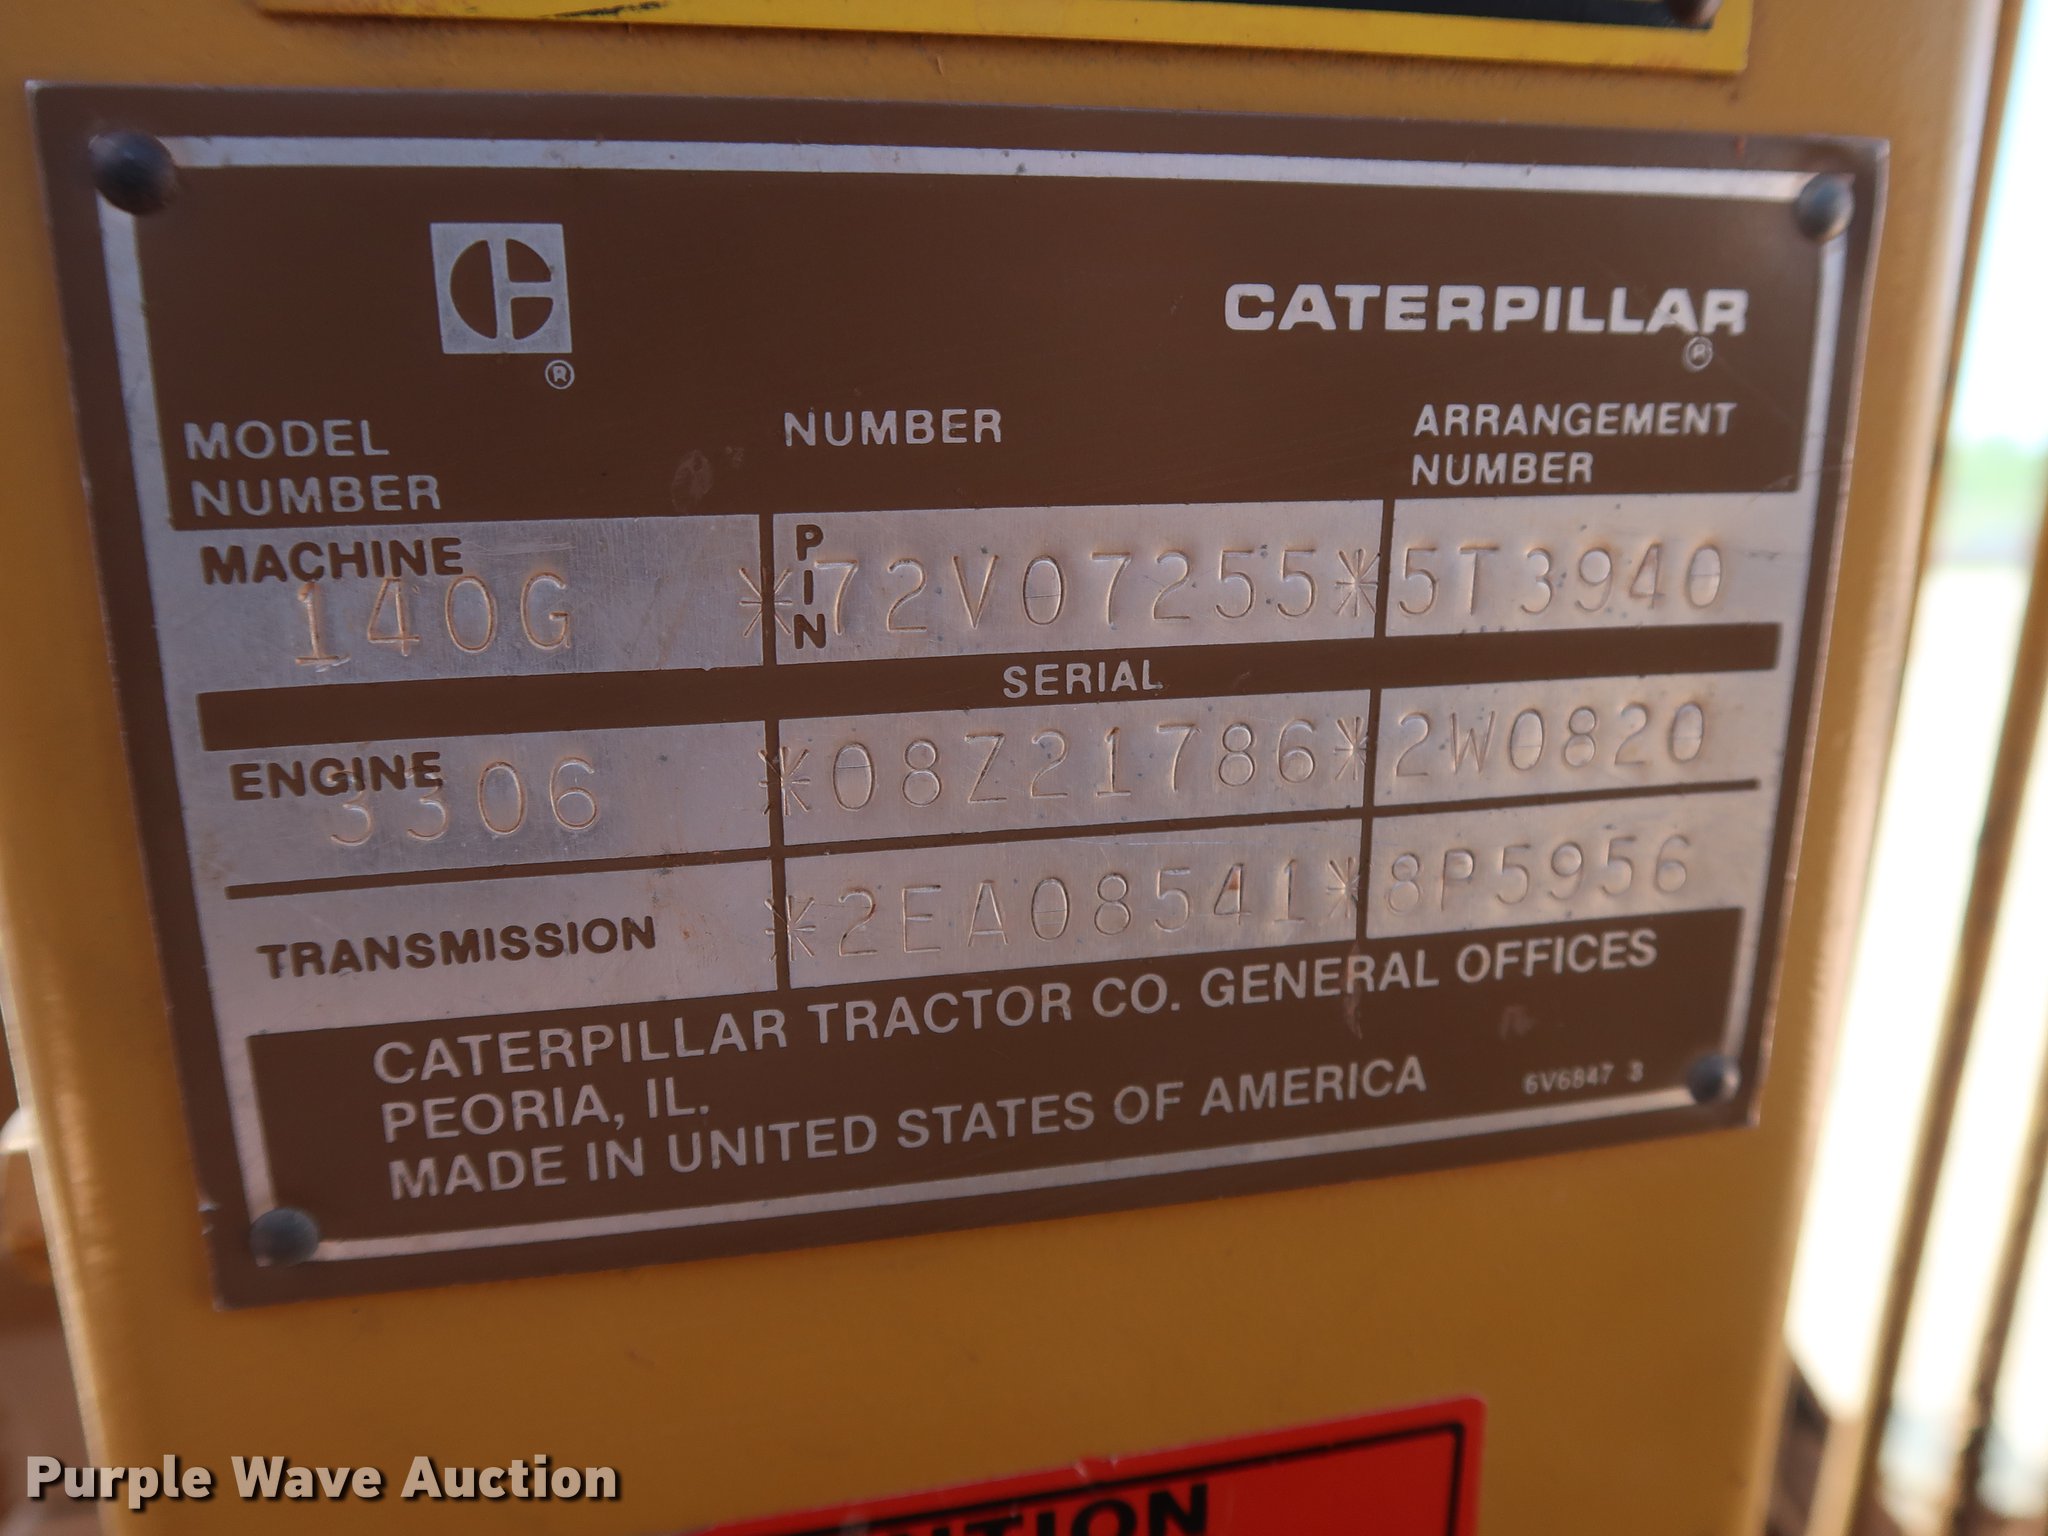 CATERPILLAR
®
®
MODEL NUMBER
NUMBER
ARRANGEMENT NUMBER
MACHINE 140G
PIN *72V07255*
5T3940
SERIAL
ENGINE 3306
*08Z21786*
2W0820
TRANSMISSION
*2EA08541*
8P5956
CATERPILLAR TRACTOR CO. GENERAL OFFICES
PEORIA, IL.
MADE IN UNITED STATES OF AMERICA
6V6847 3
Purple Wave Auction